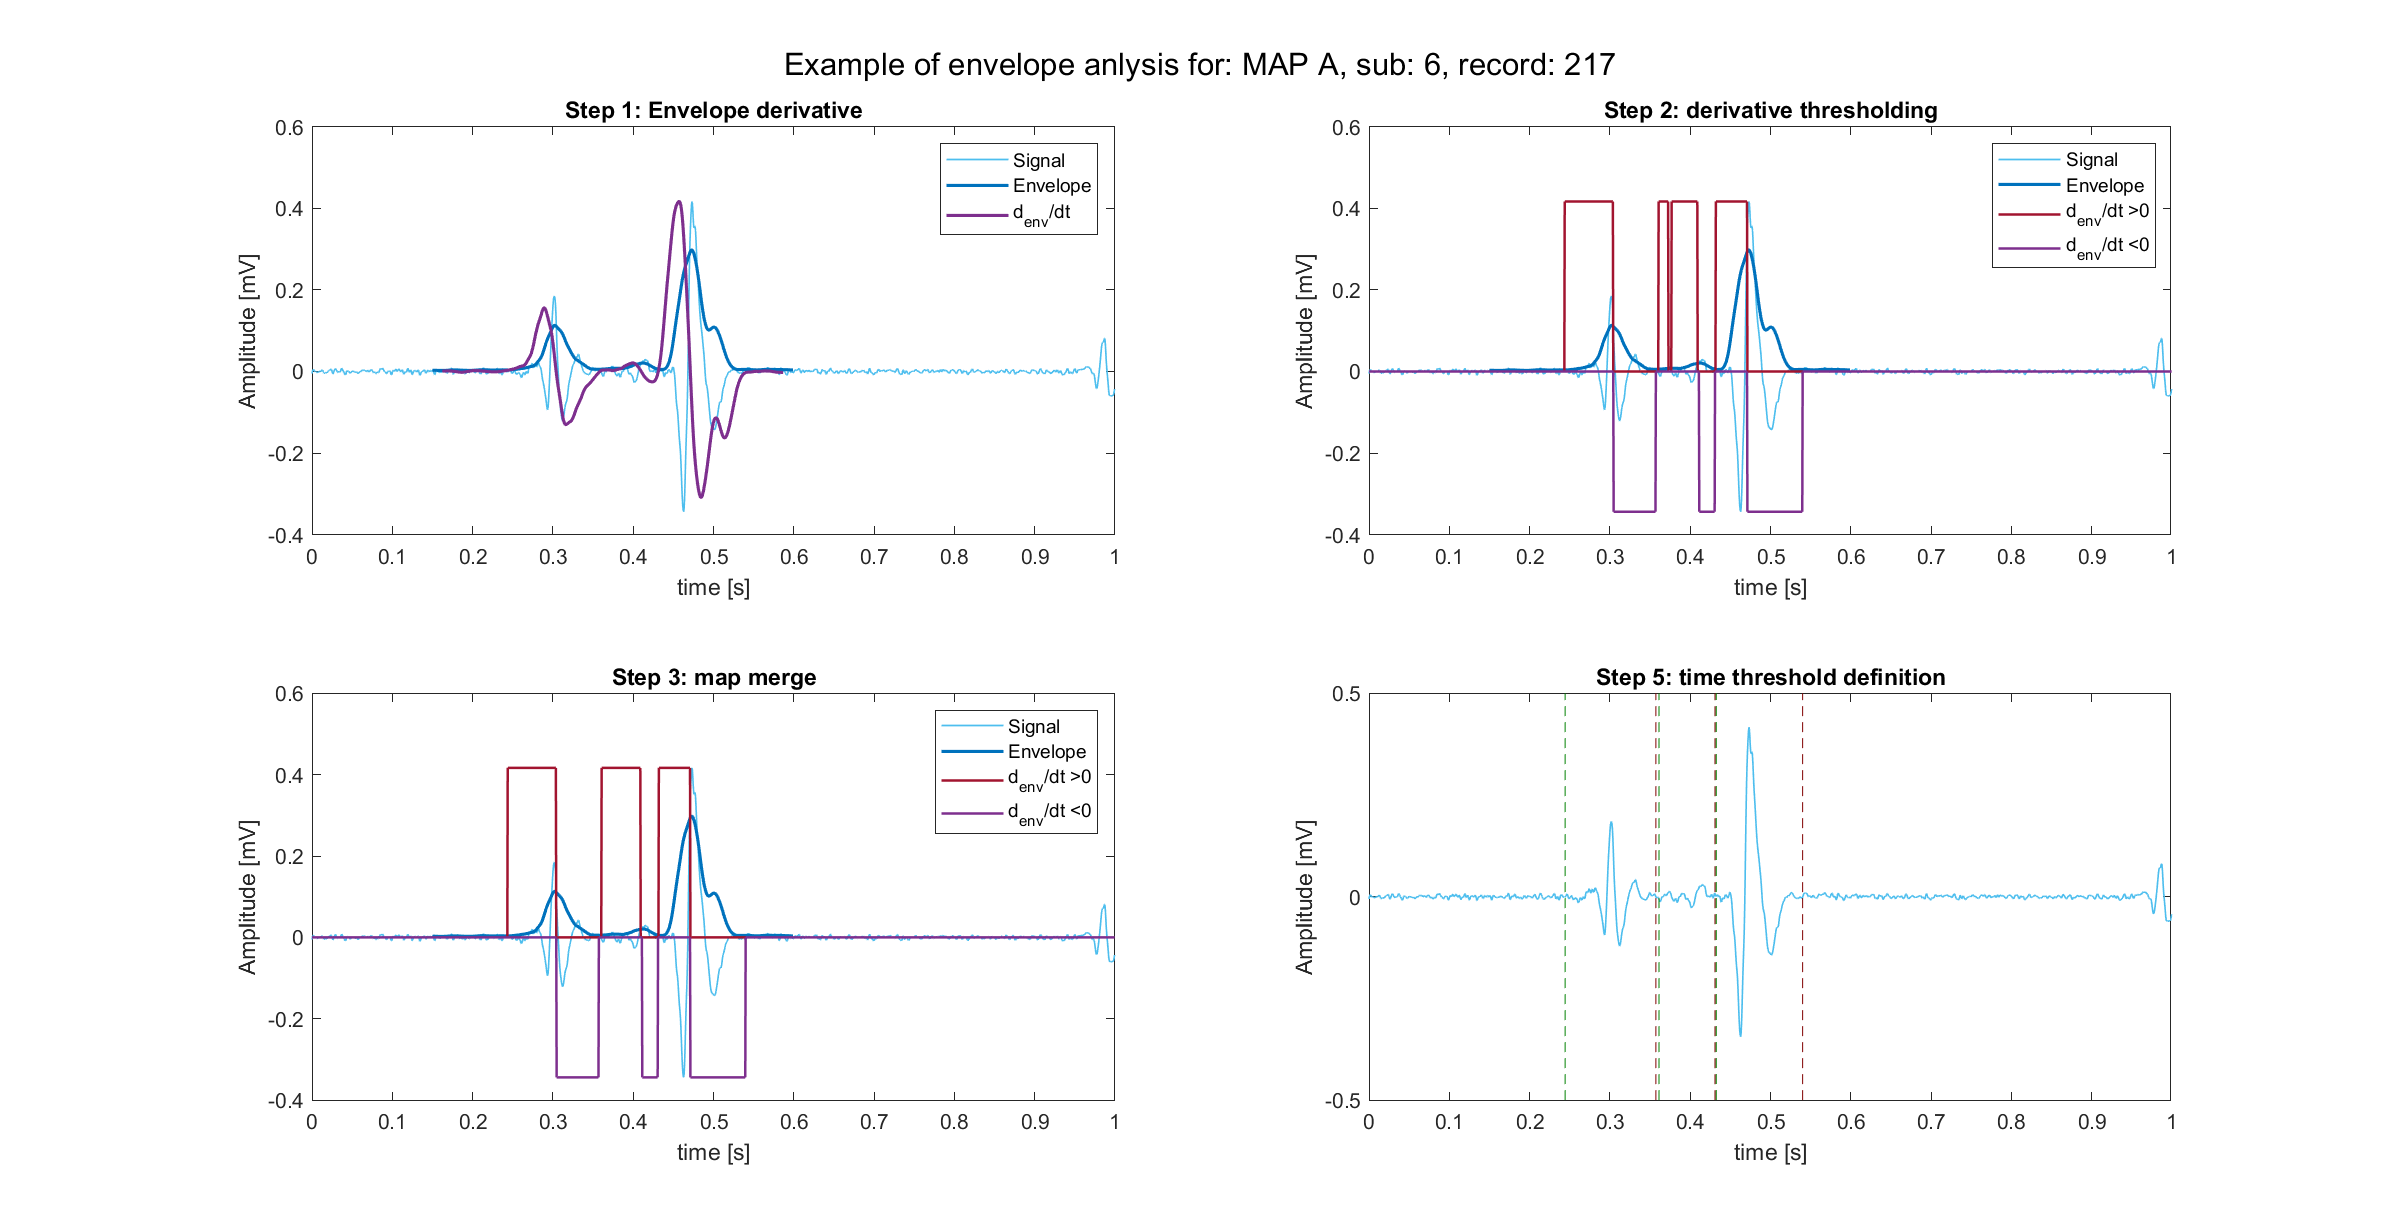 Example of envelope anlysis for: MAP A, sub: 6, record: 217
Step 1: Envelope derivative
0.6
0.4
0.2
0
-0.2
-0.4
Amplitude [mV]
0 0.1 0.2 0.3 0.4 0.5 0.6 0.7 0.8 0.9 1
time [s]
Signal
Envelope
d_env/dt
Step 2: derivative thresholding
0.6
0.4
0.2
0
-0.2
-0.4
Amplitude [mV]
0 0.1 0.2 0.3 0.4 0.5 0.6 0.7 0.8 0.9 1
time [s]
Signal
Envelope
d_env/dt >0
d_env/dt <0
Step 3: map merge
0.6
0.4
0.2
0
-0.2
-0.4
Amplitude [mV]
0 0.1 0.2 0.3 0.4 0.5 0.6 0.7 0.8 0.9 1
time [s]
Signal
Envelope
d_env/dt >0
d_env/dt <0
Step 5: time threshold definition
0.5
0
-0.5
Amplitude [mV]
0 0.1 0.2 0.3 0.4 0.5 0.6 0.7 0.8 0.9 1
time [s]